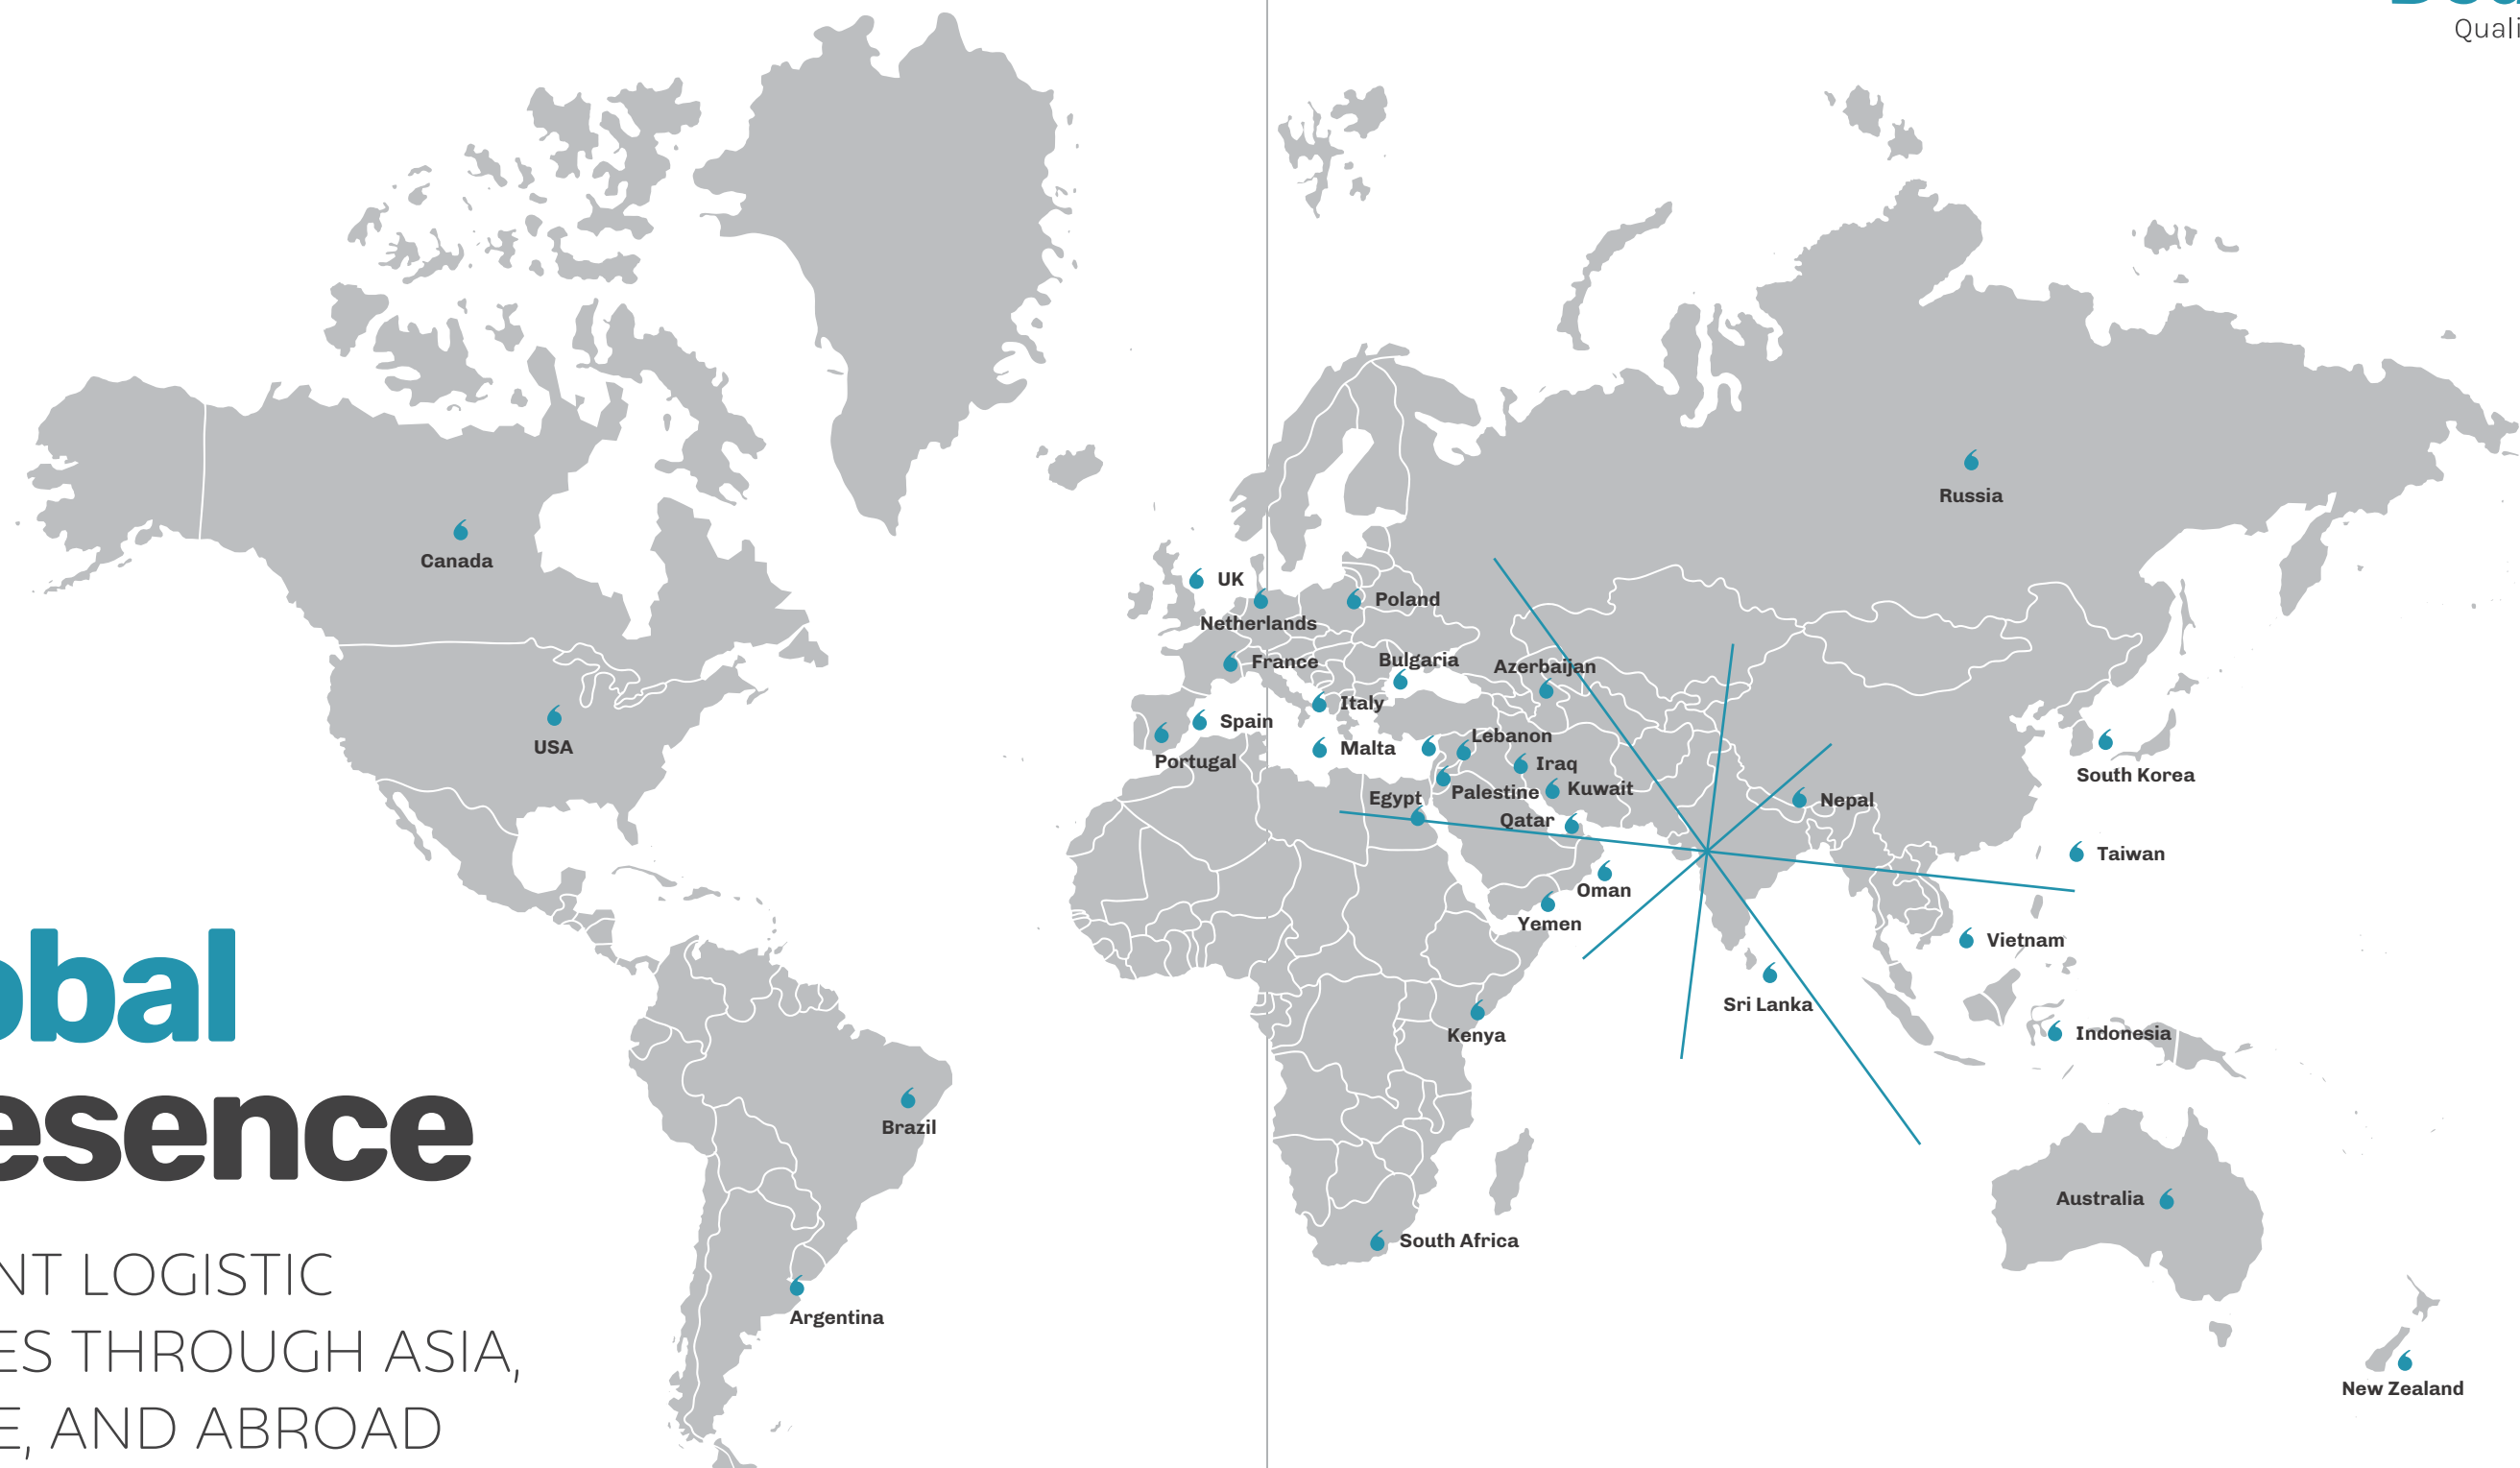 Quali
Russia
Canada
UK
Poland
Netherlands
France
Bulgaria
Azerbaijan
Italy
Spain
USA
Lebanon
Malta
Portugal
Iraq
South Korea
Kuwait
Palestine
Egypt
Nepal
Qatar
Taiwan
Oman
Yemen
Vietnam
obal
Sri Lanka
Kenya
Indonesia
Brazil
esence
Australia
South Africa
NT LOGISTIC
Argentina
ES THROUGH ASIA,
New Zealand
E, AND ABROAD